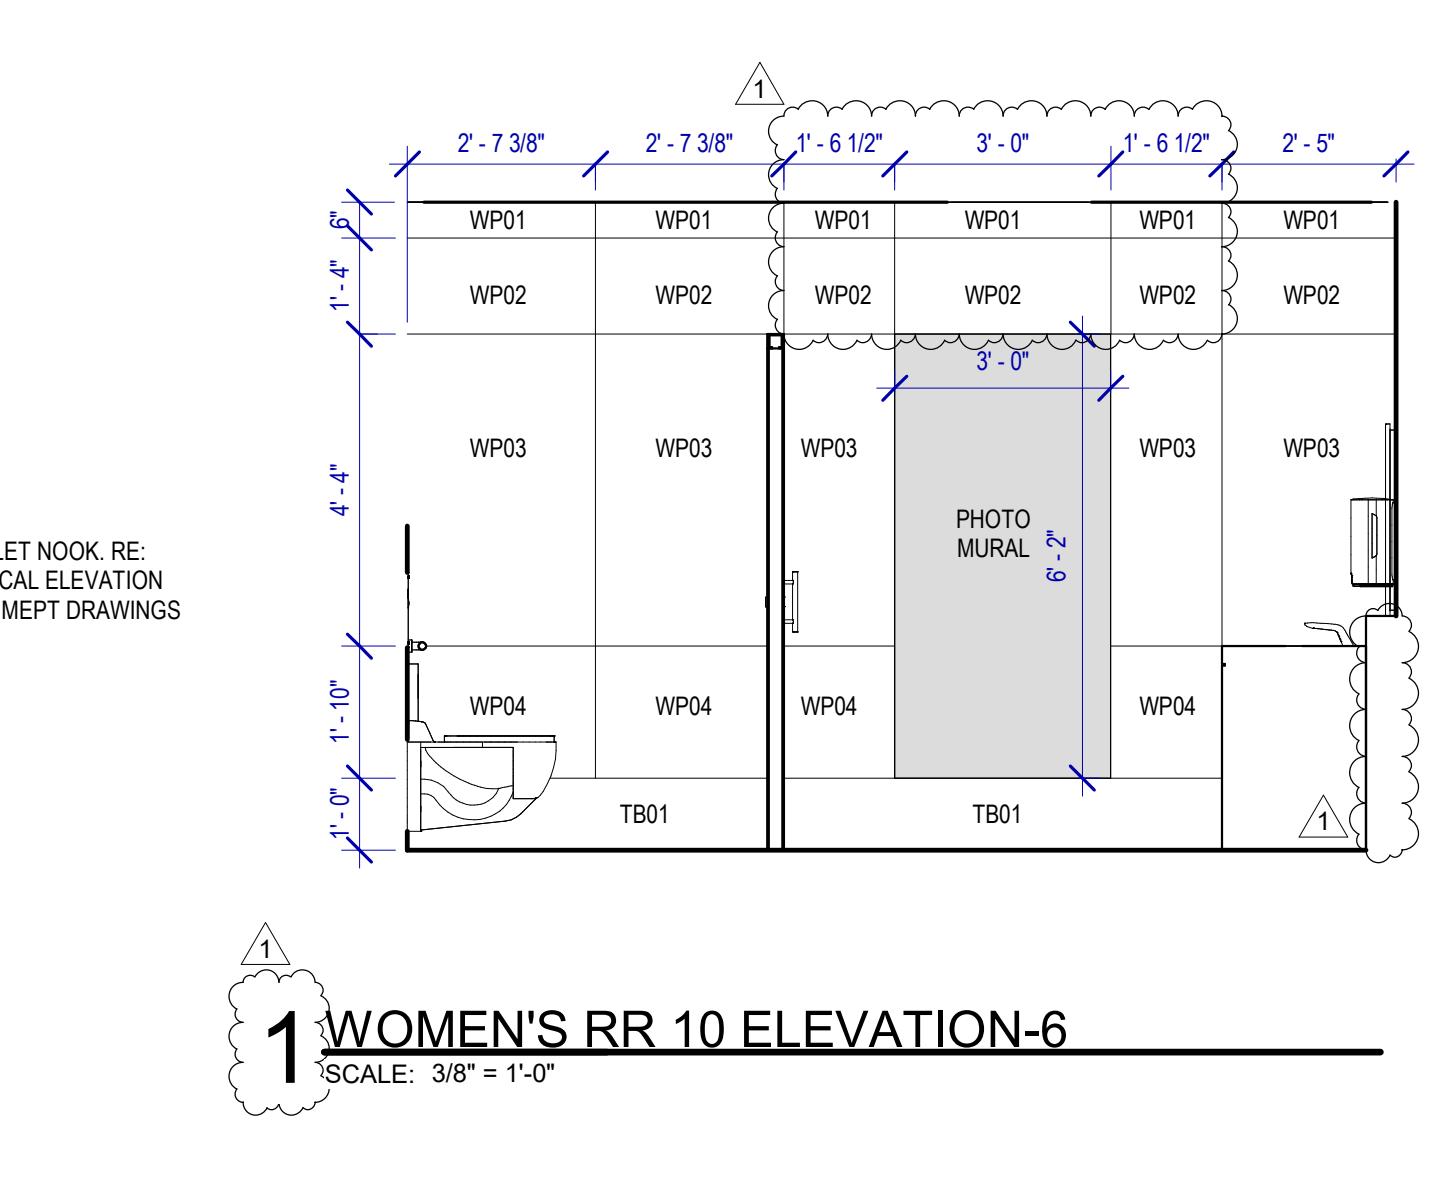 1
2' - 7 3/8" 2' - 7 3/8" 1' - 6 1/2" 3' - 0" 1' - 6 1/2" 2' - 5"
6" WP01 WP01 WP01 WP01 WP01 WP01
1' - 4" WP02 WP02 WP02 WP02 WP02 WP02
3' - 0"
4' - 4" WP03 WP03 WP03 WP03 WP03
PHOTO
MURAL
6' - 2"
LET NOOK. RE:
CAL ELEVATION
MEPT DRAWINGS
1' - 10" WP04 WP04 WP04 WP04
1' - 0" TB01 TB01 1
1
1 WOMEN'S RR 10 ELEVATION-6
SCALE: 3/8" = 1'-0"